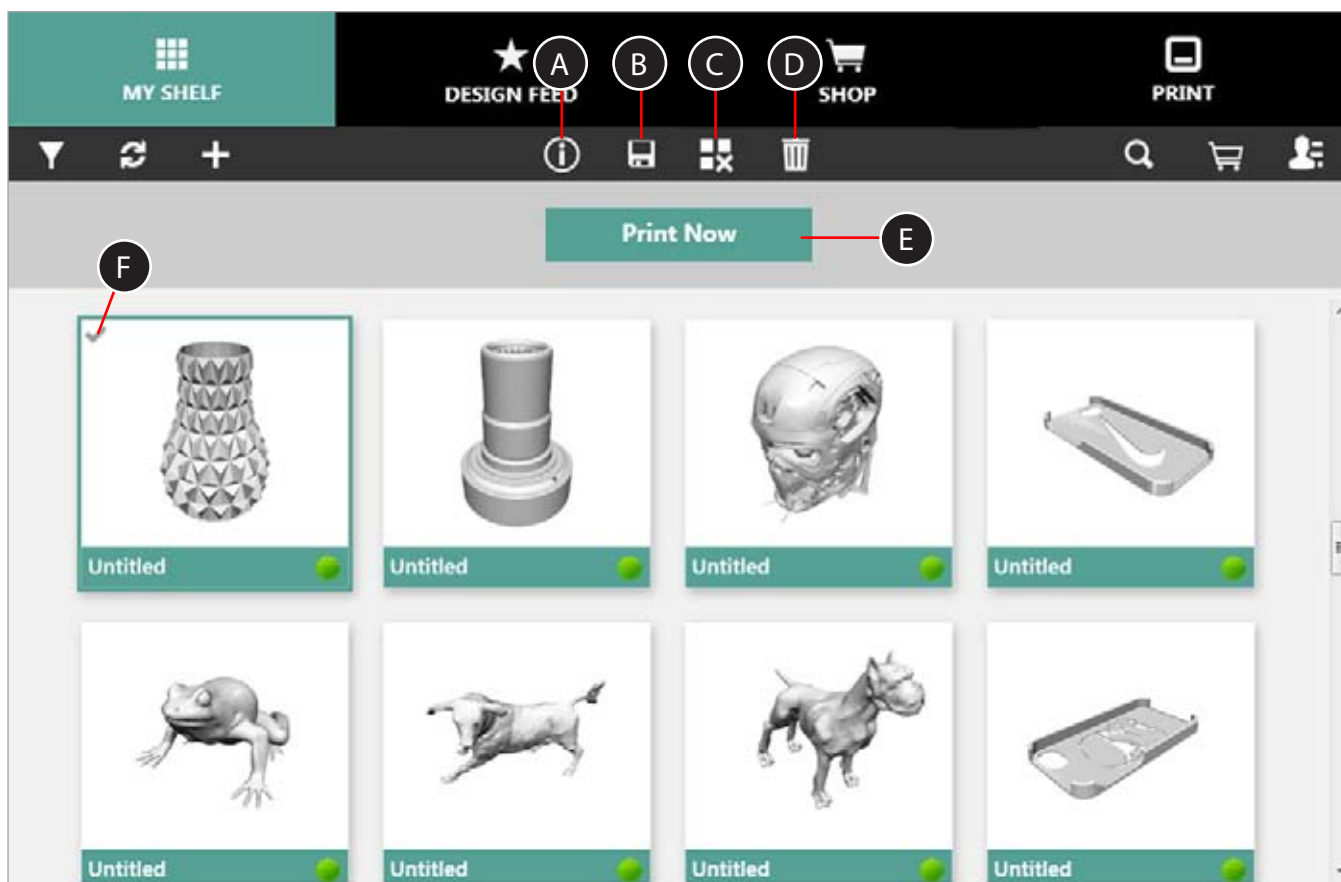 MY SHELF
DESIGN FEED
SHOP
PRINT
A
B
C
D
Print Now
E
F
Untitled
Untitled
Untitled
Untitled
Untitled
Untitled
Untitled
Untitled